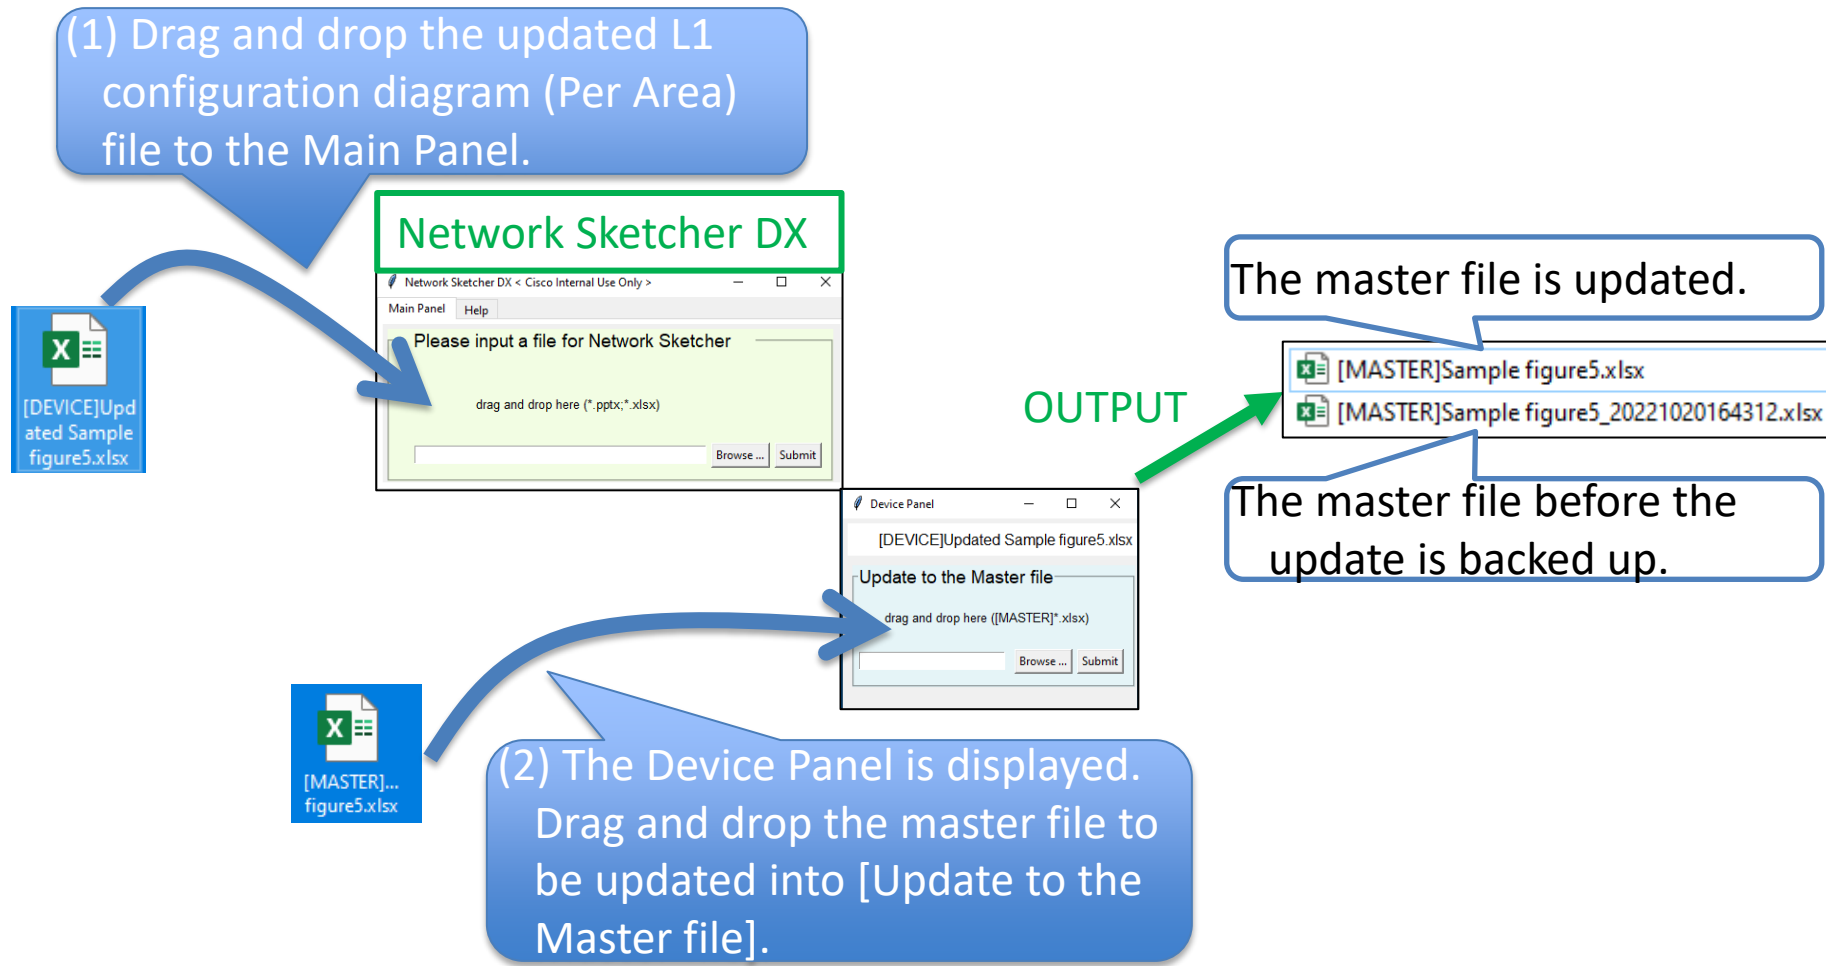 (1) Drag and drop the updated L1
configuration diagram (Per Area)
file to the Main Panel.
Network Sketcher DX
Network Sketcher DX < Cisco Internal Use Only >
Main Panel Help
Please input a file for Network Sketcher
drag and drop here (*.pptx;*.xlsx)
Browse ... Submit
[DEVICE]Upd
ated Sample
figure5.xlsx
OUTPUT
The master file is updated.
[MASTER]Sample figure5.xlsx
[MASTER]Sample figure5_20221020164312.xlsx
The master file before the
update is backed up.
Device Panel
[DEVICE]Updated Sample figure5.xlsx
Update to the Master file
drag and drop here ([MASTER]*.xlsx)
Browse ... Submit
[MASTER]...
figure5.xlsx
(2) The Device Panel is displayed.
Drag and drop the master file to
be updated into [Update to the
Master file].